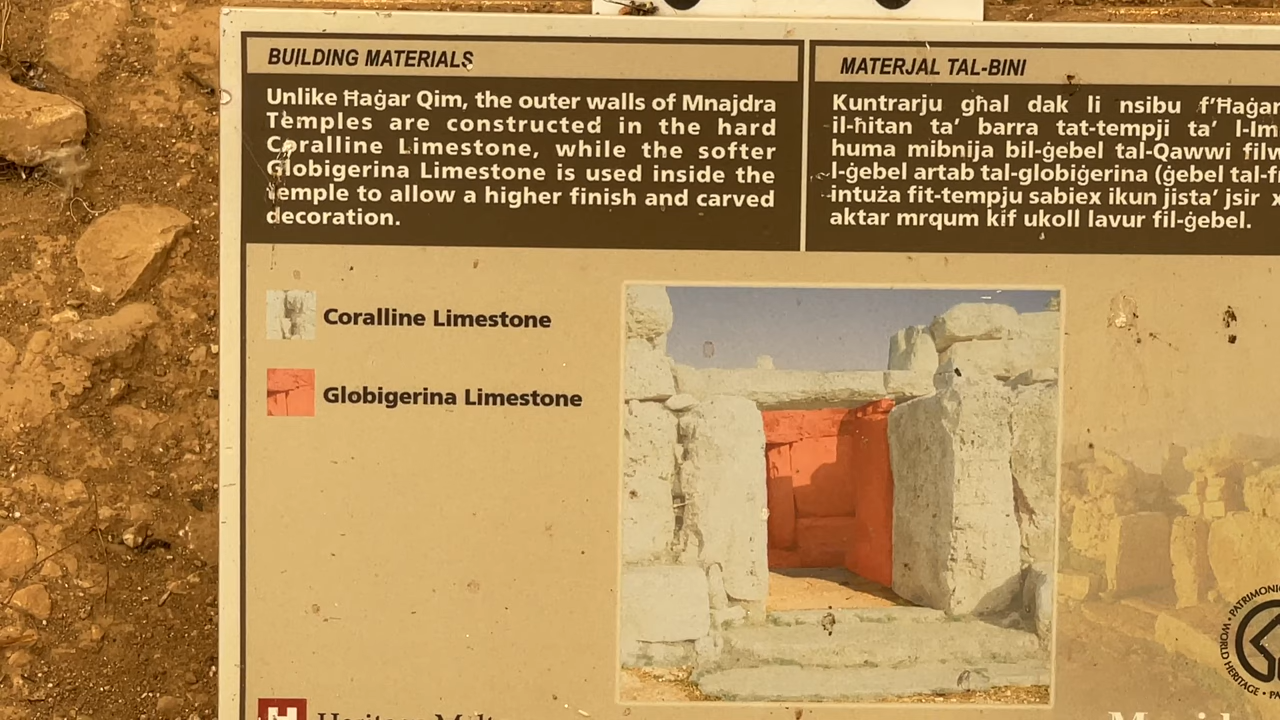 BUILDING MATERIALS
Unlike Ħaġar Qim, the outer walls of Mnajdra
Temples are constructed in the hard
Coralline Limestone, while the softer
Globigerina Limestone is used inside the
temple to allow a higher finish and carved
decoration.
MATERJAL TAL-BINI
Kuntrarju għal dak li nsibu f’Ħaġar
il-ħitan ta’ barra tat-tempji ta’
huma mibnija bil-ġebel tal-Qawwi
l-ġebel artab tal-globiġerina (ġebel
intuża fit-tempju sabiex ikun jista’ jsir
aktar mrqum kif ukoll lavur fil-ġebel.
Coralline Limestone
Globigerina Limestone
Heritage Malta
WORLD HERITAGE •